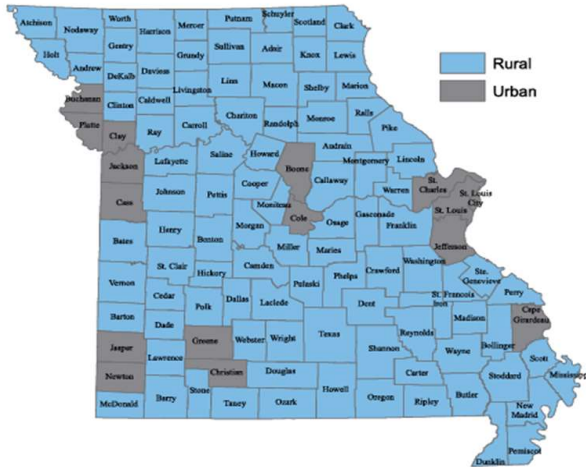 Atchison
Nodaway
Worth
Harrison
Mercer
Putnam
Schuyler
Scotland
Clark
Holt
Andrew
Gentry
DeKalb
Daviess
Grundy
Sullivan
Adair
Knox
Lewis
Rural
Urban
Buchanan
Clinton
Caldwell
Livingston
Linn
Macon
Shelby
Marion
Platte
Clay
Ray
Carroll
Chariton
Randolph
Monroe
Ralls
Pike
Jackson
Lafayette
Saline
Howard
Boone
Audrain
Callaway
Montgomery
Lincoln
Warren
St.
Charles
St. Louis
City
St. Louis
Cass
Johnson
Pettis
Cooper
Moniteau
Cole
Osage
Gasconade
Franklin
Jefferson
Bates
Henry
Benton
Morgan
Miller
Maries
Washington
Ste.
Genevieve
St. Clair
Hickory
Camden
Pulaski
Phelps
Crawford
St. Francois
Iron
Perry
Vernon
Cedar
Polk
Dallas
Laclede
Dent
Reynolds
Madison
Cape
Girardeau
Barton
Dade
Greene
Webster
Wright
Texas
Shannon
Wayne
Bollinger
Scott
Jasper
Lawrence
Christian
Douglas
Carter
Stoddard
Mississippi
Newton
McDonald
Barry
Stone
Taney
Ozark
Howell
Oregon
Ripley
Butler
New
Madrid
Dunklin
Pemiscot